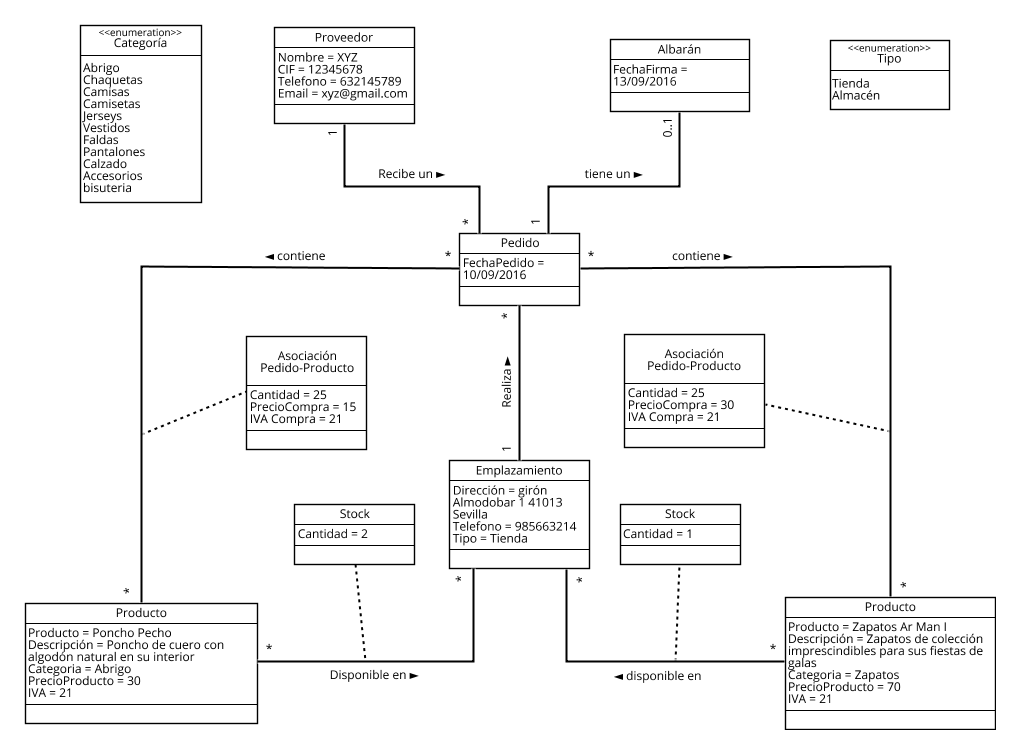 <<enumeration>>
Categoría
Abrigo
Chaquetas
Camisas
Camisetas
Jerseys
Vestidos
Faldas
Pantalones
Calzado
Accesorios
bisuteria
Proveedor
Nombre = XYZ
CIF = 12345678
Telefono = 632145789
Email = xyz@gmail.com
Albarán
FechaFirma =
13/09/2016
<<enumeration>>
Tipo
Tienda
Almacén
1
0..1
Recibe un ►
tiene un ►
*
1
Pedido
FechaPedido =
10/09/2016
◄ contiene
*
*
contiene ►
*
Realiza ►
1
Asociación
Pedido-Producto
Cantidad = 25
PrecioCompra = 15
IVA Compra = 21
Asociación
Pedido-Producto
Cantidad = 25
PrecioCompra = 30
IVA Compra = 21
Emplazamiento
Dirección = girón
Almodobar 1 41013
Sevilla
Telefono = 985663214
Tipo = Tienda
Stock
Cantidad = 2
Stock
Cantidad = 1
*
*
*
*
Producto
Producto = Poncho Pecho
Descripción = Poncho de cuero con
algodón natural en su interior
Categoria = Abrigo
PrecioProducto = 30
IVA = 21
*
Disponible en ►
*
◄ disponible en
Producto
Producto = Zapatos Ar Man I
Descripción = Zapatos de colección
imprescindibles para sus fiestas de
galas
Categoria = Zapatos
PrecioProducto = 70
IVA = 21